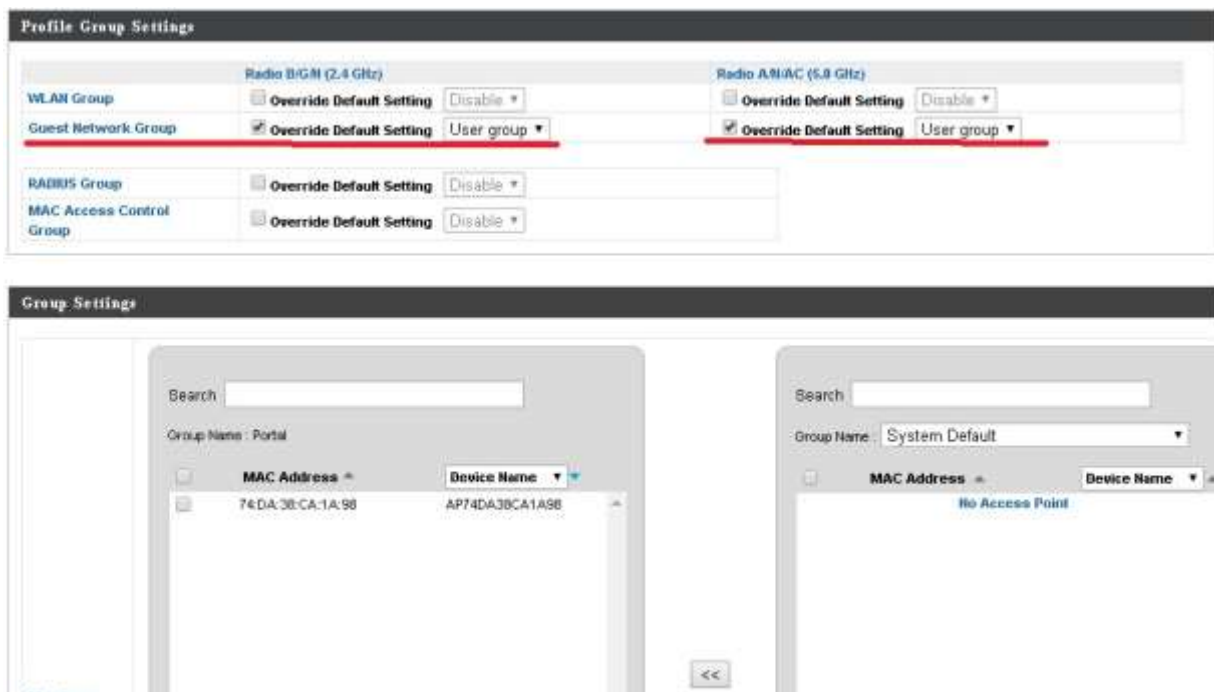 Profile Group Settings
Radio B/G/N (2.4 GHz) Radio A/N/AC (5.0 GHz)
WLAN Group Override Default Setting Disable Override Default Setting Disable
Guest Network Group Override Default Setting User group Override Default Setting User group
RADIUS Group Override Default Setting Disable
MAC Access Control
Group Override Default Setting Disable
Group Settings
Search Search
Group Name : Portal Group Name : System Default
MAC Address Device Name MAC Address Device Name
74:DA:38:CA:1A:98 AP74DA38CA1A98 No Access Point
<<